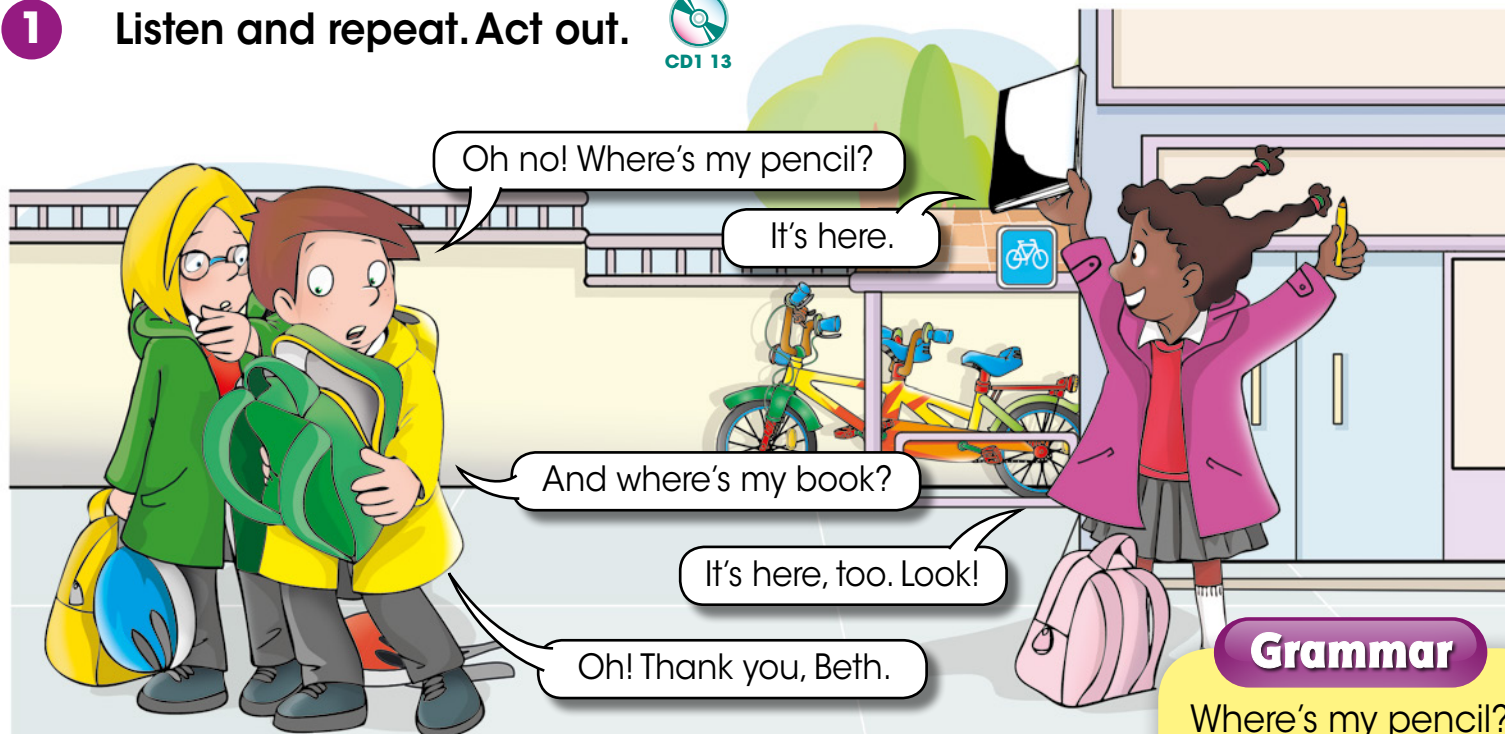 1 Listen and repeat. Act out.
CD1 13
Oh no! Where's my pencil?
It's here.
And where's my book?
It's here, too. Look!
Oh! Thank you, Beth.
Grammar
Where's my pencil?